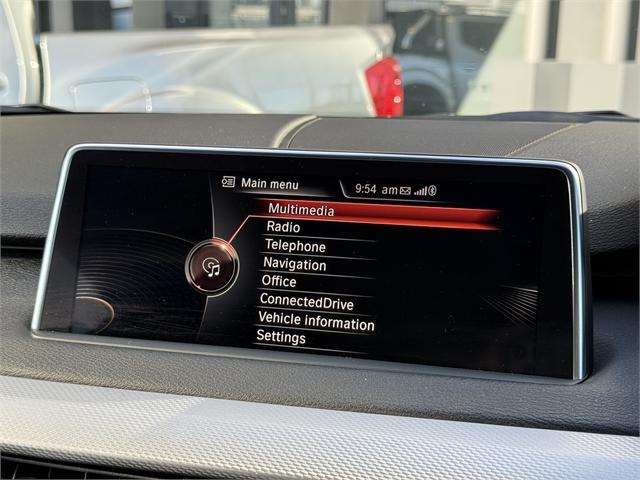 Main menu
9:54 am
Multimedia
Radio
Telephone
Navigation
Office
ConnectedDrive
Vehicle information
Settings